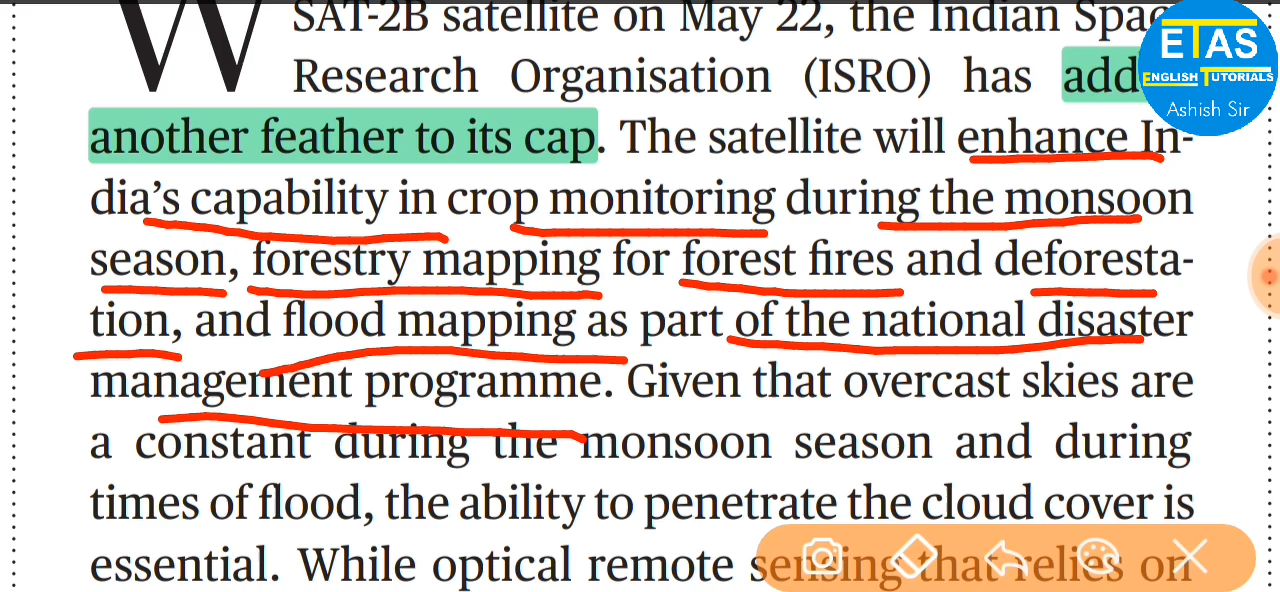 W
SAT-2B satellite on May 22, the Indian
Research Organisation (ISRO) has
another feather to its cap. The satellite will enhance In-
dia's capability in crop monitoring during the monsoon
season, forestry mapping for forest fires and deforesta-
tion, and flood mapping as part of the national disaster
management programme. Given that overcast skies are
a constant during the monsoon season and during
times of flood, the ability to penetrate the cloud cover is
essential. While optical remote sensing that relies on
ETAS
ENGLISH TUTORIALS
Ashish Sir